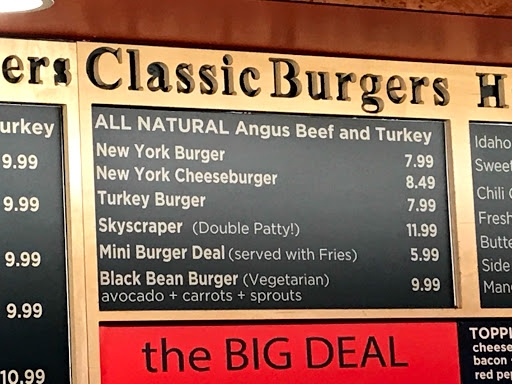 ers
urkey
9.99
9.99
9.99
9.99
10.99
Classic Burgers
ALL NATURAL Angus Beef and Turkey
New York Burger 7.99
New York Cheeseburger 8.49
Turkey Burger 7.99
Skyscraper (Double Patty!) 11.99
Mini Burger Deal (served with Fries) 5.99
Black Bean Burger (Vegetarian) 9.99
avocado + carrots + sprouts
the BIG DEAL
H
Idaho
Sweet
Chili
Fresh
Butte
Side
Man
TOPPI
cheese
bacon
red pe